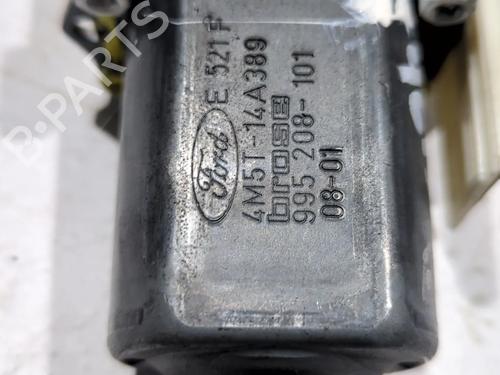 Ford E 521 F
4M5T-14A389
brose
995 208- 101
08-01
B-PARTS